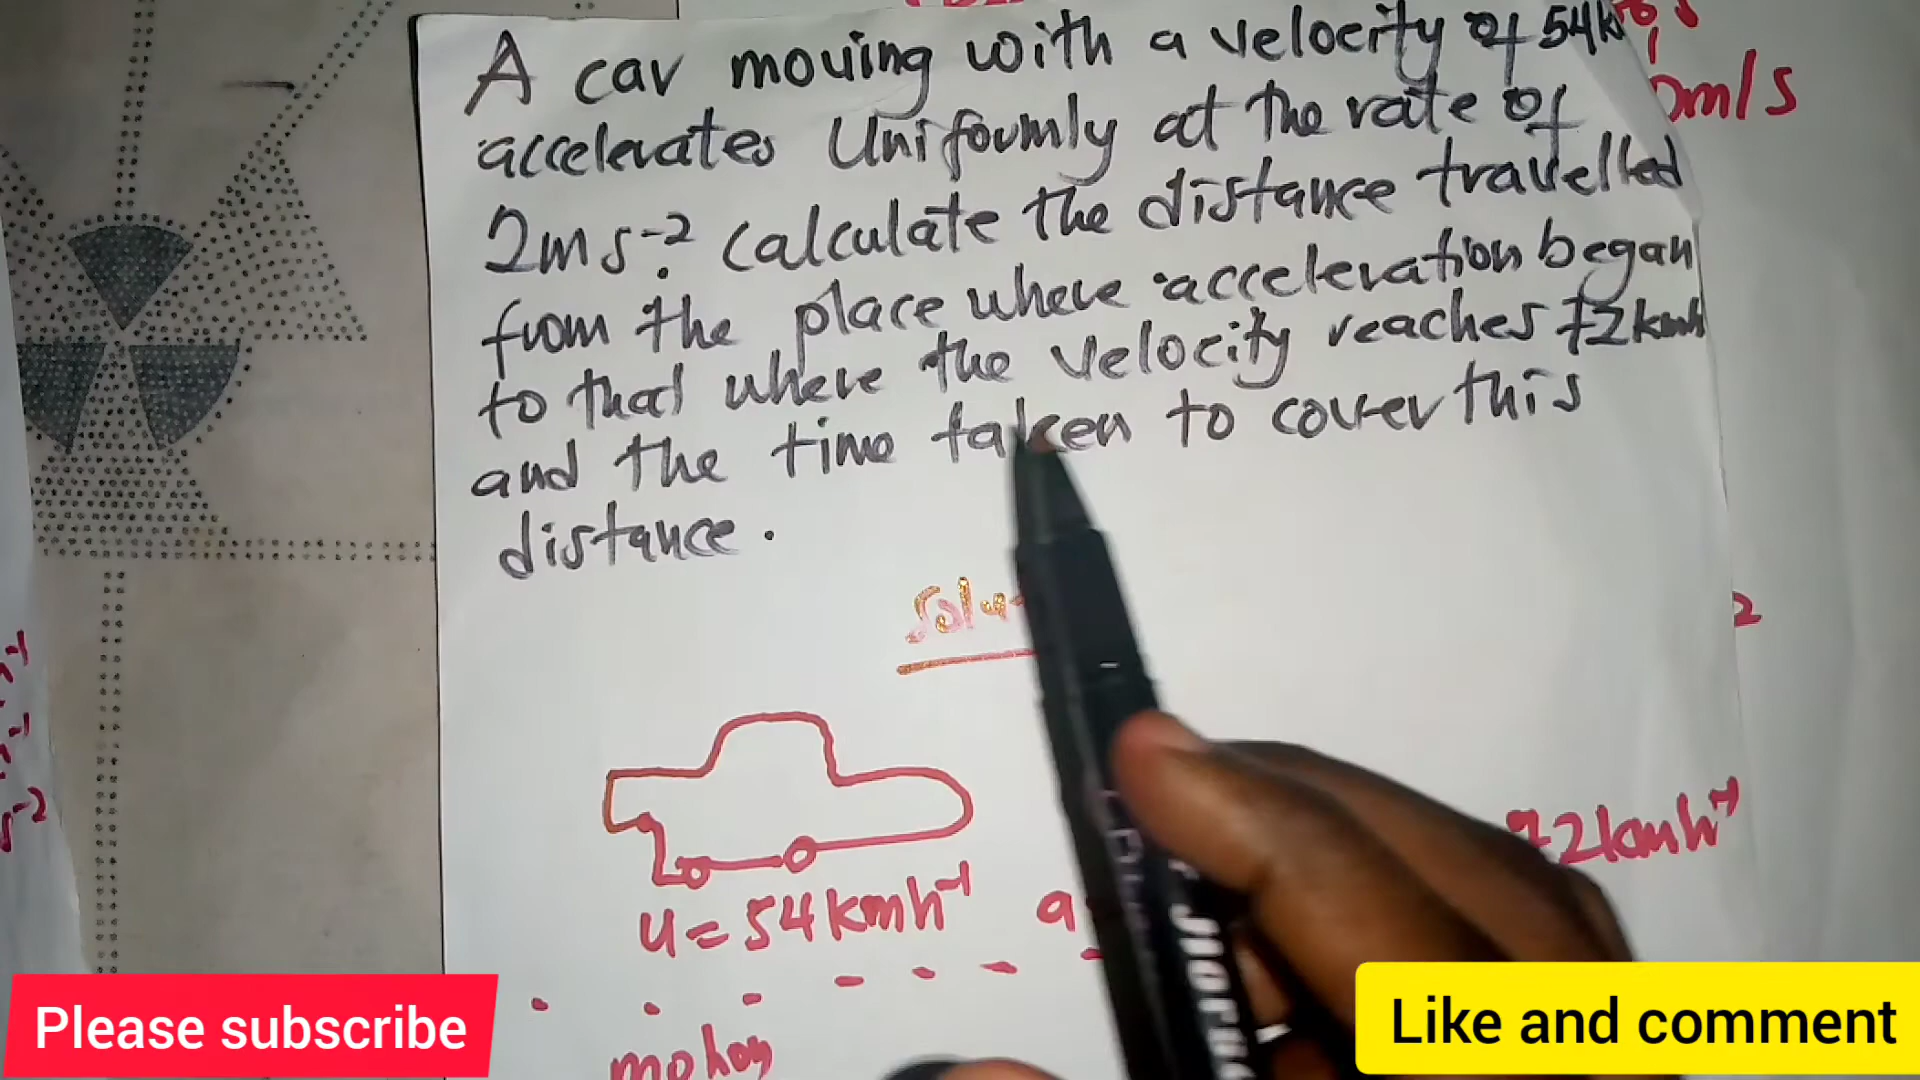 A car moving with a velocity of 54k
accelerates Uniformly at the rate of
2ms⁻². Calculate the distance travelled
from the place where acceleration began
to that where the velocity reaches 72kmh
and the time taken to cover this
distance.
m/s
2
72kmh⁻¹
u=54kmh⁻¹ a
Please subscribe
Like and comment